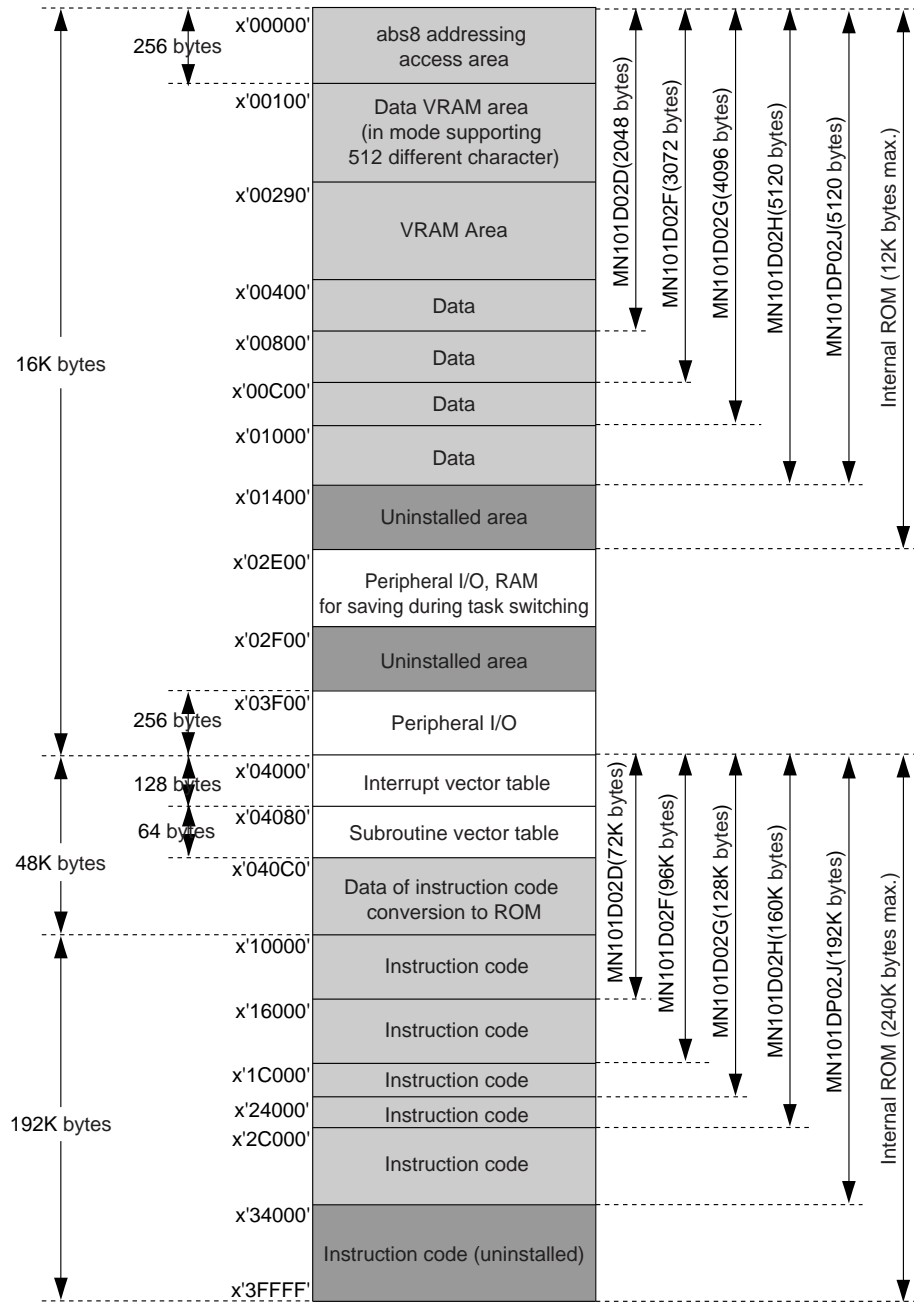 x'00000'
256 bytes
abs8 addressing
access area
x'00100'
Data VRAM area
(in mode supporting
512 different character)
x'00290'
VRAM Area
x'00400'
Data
x'00800'
Data
x'00C00'
Data
x'01000'
Data
x'01400'
Uninstalled area
x'02E00'
Peripheral I/O, RAM
for saving during task switching
x'02F00'
Uninstalled area
x'03F00'
256 bytes
Peripheral I/O
16K bytes
MN101D02D(2048 bytes)
MN101D02F(3072 bytes)
MN101D02G(4096 bytes)
MN101D02H(5120 bytes)
MN101DP02J(5120 bytes)
Internal ROM (12K bytes max.)
x'04000'
128 bytes
Interrupt vector table
x'04080'
64 bytes
Subroutine vector table
x'040C0'
48K bytes
Data of instruction code
conversion to ROM
x'10000'
Instruction code
x'16000'
Instruction code
x'1C000'
Instruction code
x'24000'
Instruction code
x'2C000'
192K bytes
Instruction code
x'34000'
Instruction code (uninstalled)
x'3FFFF'
MN101D02D(72K bytes)
MN101D02F(96K bytes)
MN101D02G(128K bytes)
MN101D02H(160K bytes)
MN101DP02J(192K bytes)
Internal ROM (240K bytes max.)